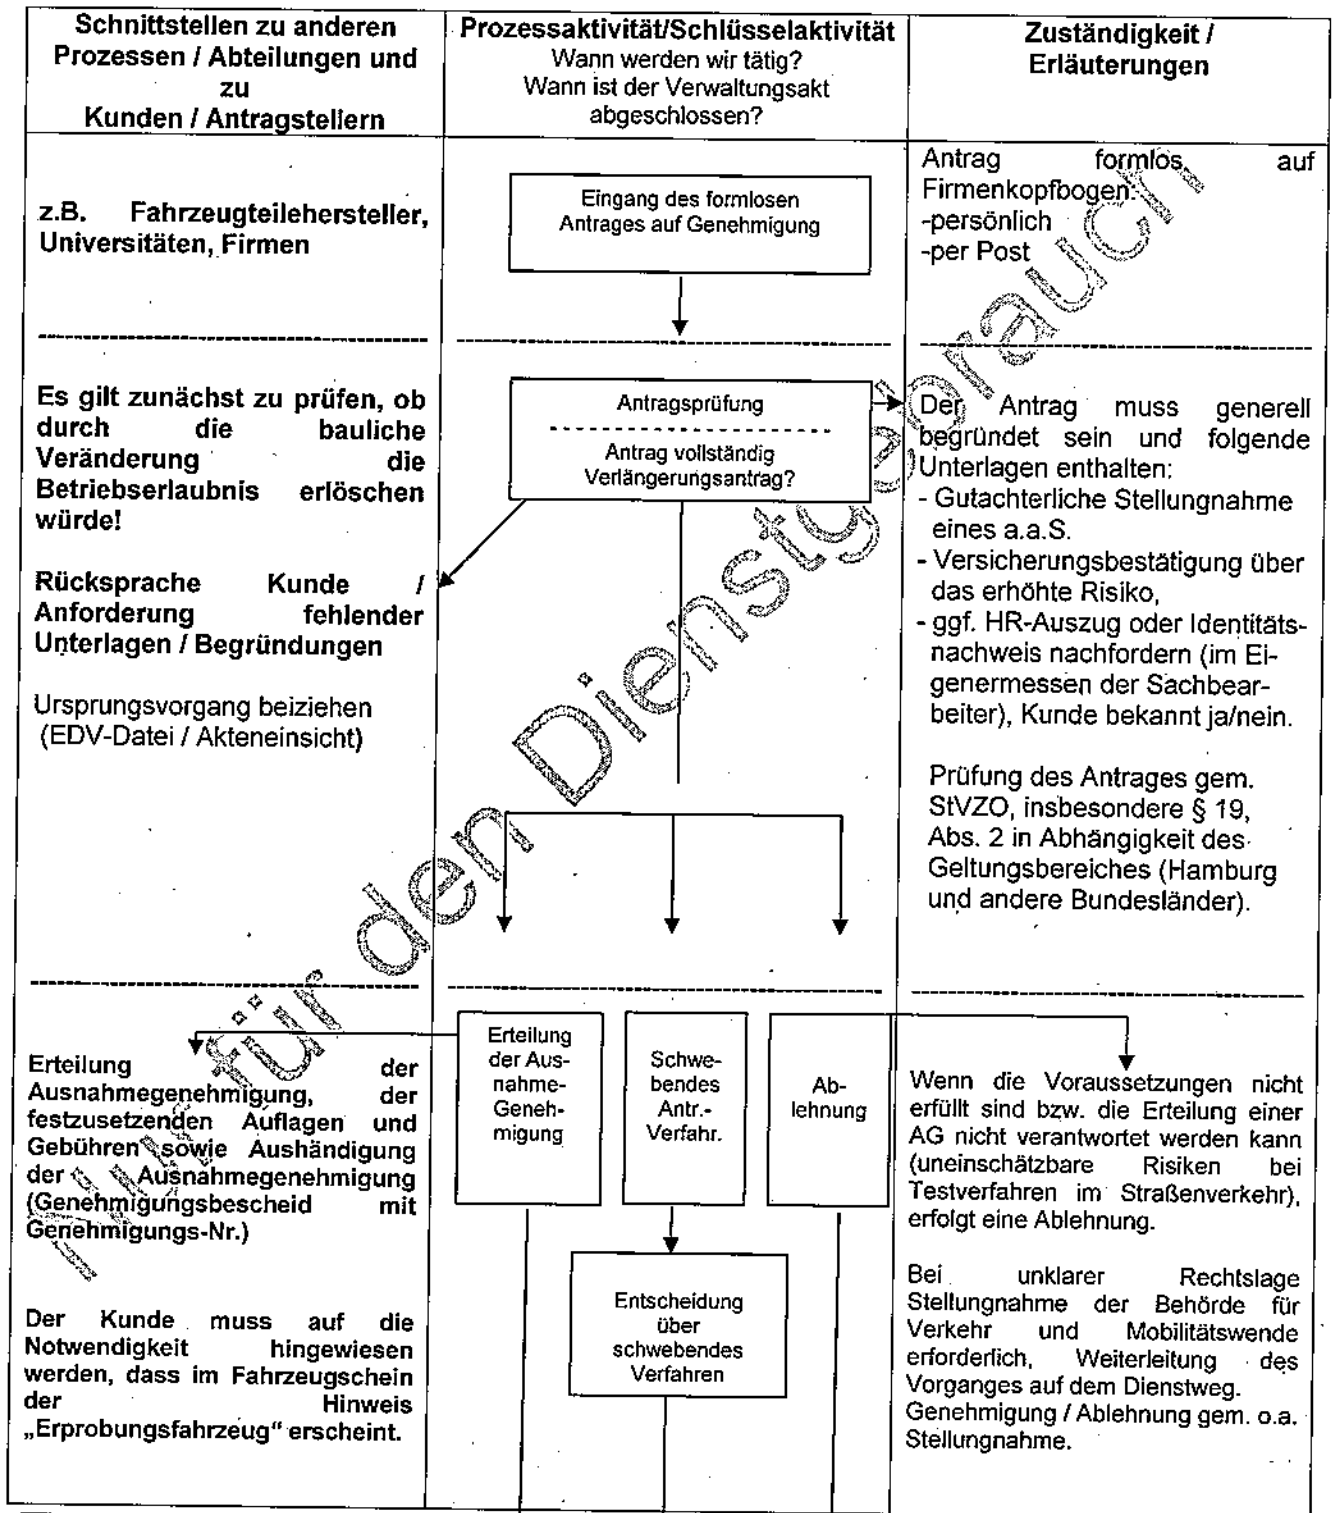 Schnittstellen zu anderen
Prozessen / Abteilungen und
zu
Kunden / Antragstellern
Prozessaktivität/Schlüsselaktivität
Wann werden wir tätig?
Wann ist der Verwaltungsakt
abgeschlossen?
Zuständigkeit /
Erläuterungen
z.B. Fahrzeugteilehersteller,
Universitäten, Firmen
Eingang des formlosen
Antrages auf Genehmigung
Antrag formlos auf
Firmenkopfbogen:
-persönlich
-per Post
Es gilt zunächst zu prüfen, ob
durch die bauliche
Veränderung die
Betriebserlaubnis erlöschen
würde!
Rücksprache Kunde /
Anforderung fehlender
Unterlagen / Begründungen
Ursprungsvorgang beiziehen
(EDV-Datei / Akteneinsicht)
Antragsprüfung
Antrag vollständig
Verlängerungsantrag?
Der Antrag muss generell
begründet sein und folgende
Unterlagen enthalten:
- Gutachterliche Stellungnahme
eines a.a.S.
- Versicherungsbestätigung über
das erhöhte Risiko,
- ggf. HR-Auszug oder Identitäts-
nachweis nachfordern (im Ei-
genermessen der Sachbear-
beiter), Kunde bekannt ja/nein.
Prüfung des Antrages gem.
StVZO, insbesondere § 19,
Abs. 2 in Abhängigkeit des
Geltungsbereiches (Hamburg
und andere Bundesländer).
Erteilung der
Ausnahmegenehmigung, der
festzusetzenden Auflagen und
Gebühren sowie Aushändigung
der Ausnahmegenehmigung
(Genehmigungsbescheid mit
Genehmigungs-Nr.)
Der Kunde muss auf die
Notwendigkeit hingewiesen
werden, dass im Fahrzeugschein
der Hinweis
„Erprobungsfahrzeug“ erscheint.
Erteilung
der Aus-
nahme-
Geneh-
migung
Schwe-
bendes
Antr.-
Verfahr.
Ab-
lehnung
Entscheidung
über
schwebendes
Verfahren
Wenn die Voraussetzungen nicht
erfüllt sind bzw. die Erteilung einer
AG nicht verantwortet werden kann
(uneinschätzbare Risiken bei
Testverfahren im Straßenverkehr),
erfolgt eine Ablehnung.
Bei unklarer Rechtslage
Stellungnahme der Behörde für
Verkehr und Mobilitätswende
erforderlich, Weiterleitung des
Vorganges auf dem Dienstweg.
Genehmigung / Ablehnung gem. o.a.
Stellungnahme.
für den Dienstgebrauch